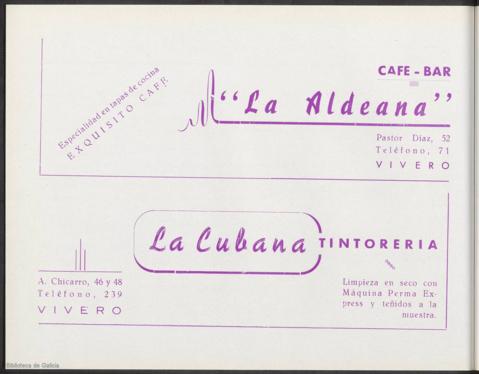 CAFE - BAR
Especialidad en tapas de cocina
EXQUISITO CAFE
"La Aldeana"
Pastor Díaz, 52
Teléfono, 71
VIVERO
La Cubana TINTORERIA
A. Chicarro, 46 y 48
Teléfono, 239
VIVERO
Limpieza en seco con
Máquina Perma Ex-
press y teñidos a la
muestra.
Biblioteca de Galicia